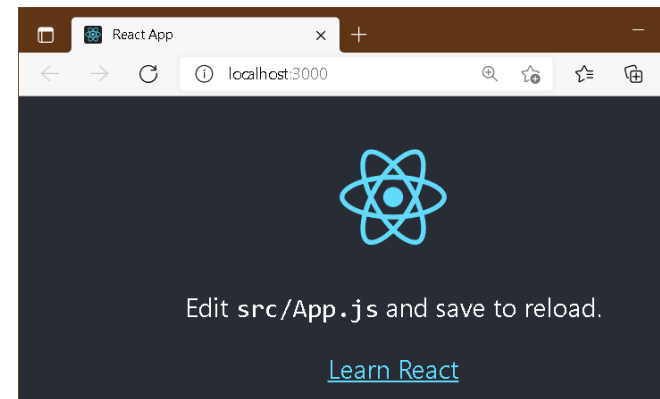 React App
localhost:3000
Edit src/App.js and save to reload.
Learn React